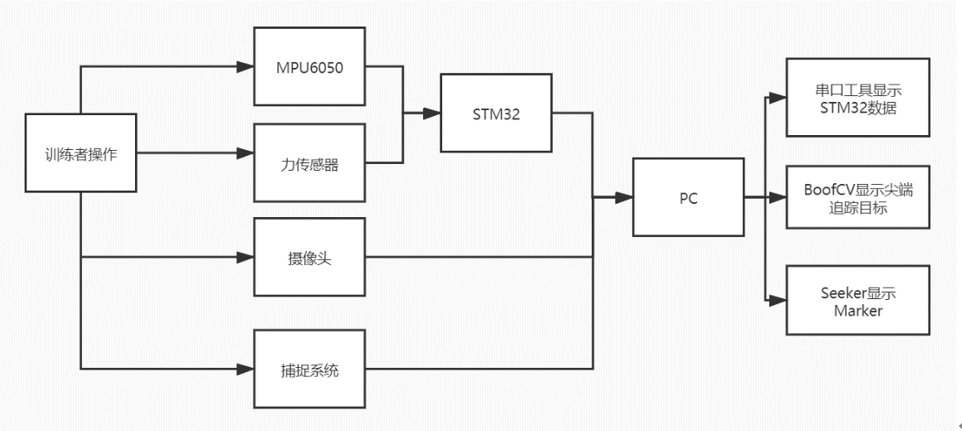 MPU6050
训练者操作
力传感器
摄像头
捕捉系统
STM32
PC
串口工具显示
STM32数据
BoofCV显示尖端
追踪目标
Seeker显示
Marker